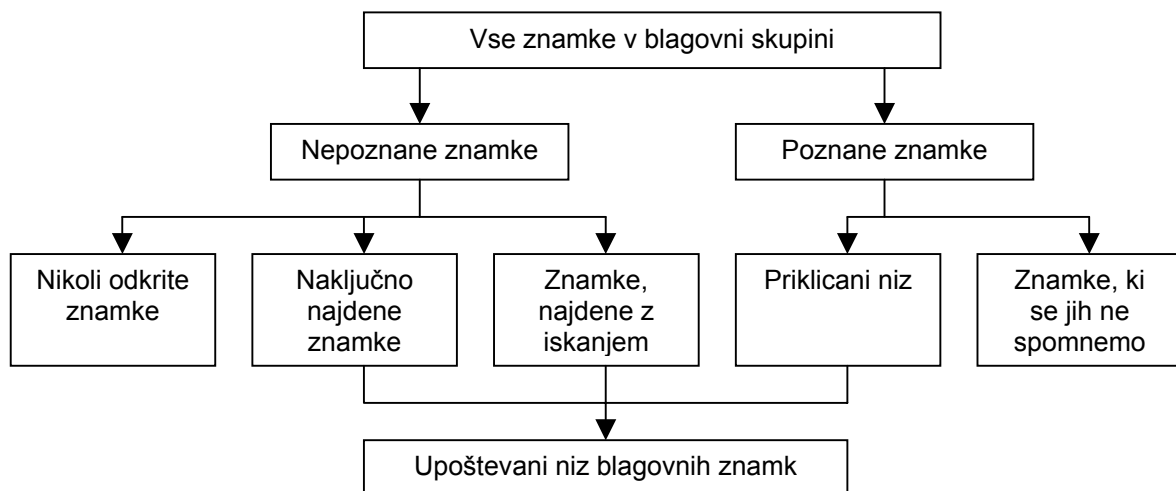 Vse znamke v blagovni skupini
Nepoznane znamke
Poznane znamke
Nikoli odkrite
znamke
Naključno
najdene
znamke
Znamke,
najdene z
iskanjem
Priklicani niz
Znamke, ki
se jih ne
spomnemo
Upoštevani niz blagovnih znamk